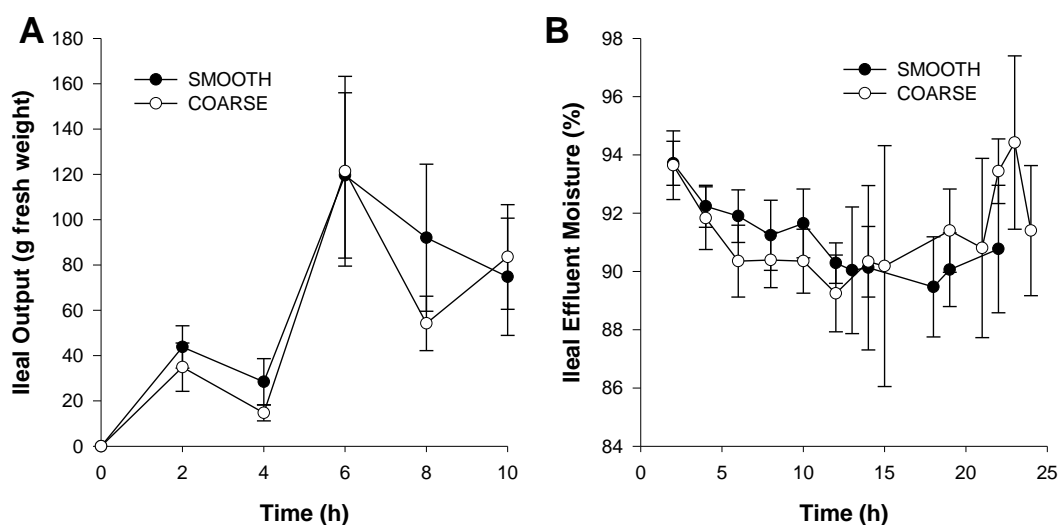 A
180
160
140
120
100
80
60
40
20
0
Ileal Output (g fresh weight)
SMOOTH
COARSE
0 2 4 6 8 10
Time (h)
B
98
96
94
92
90
88
86
84
Ileal Effluent Moisture (%)
SMOOTH
COARSE
0 5 10 15 20 25
Time (h)